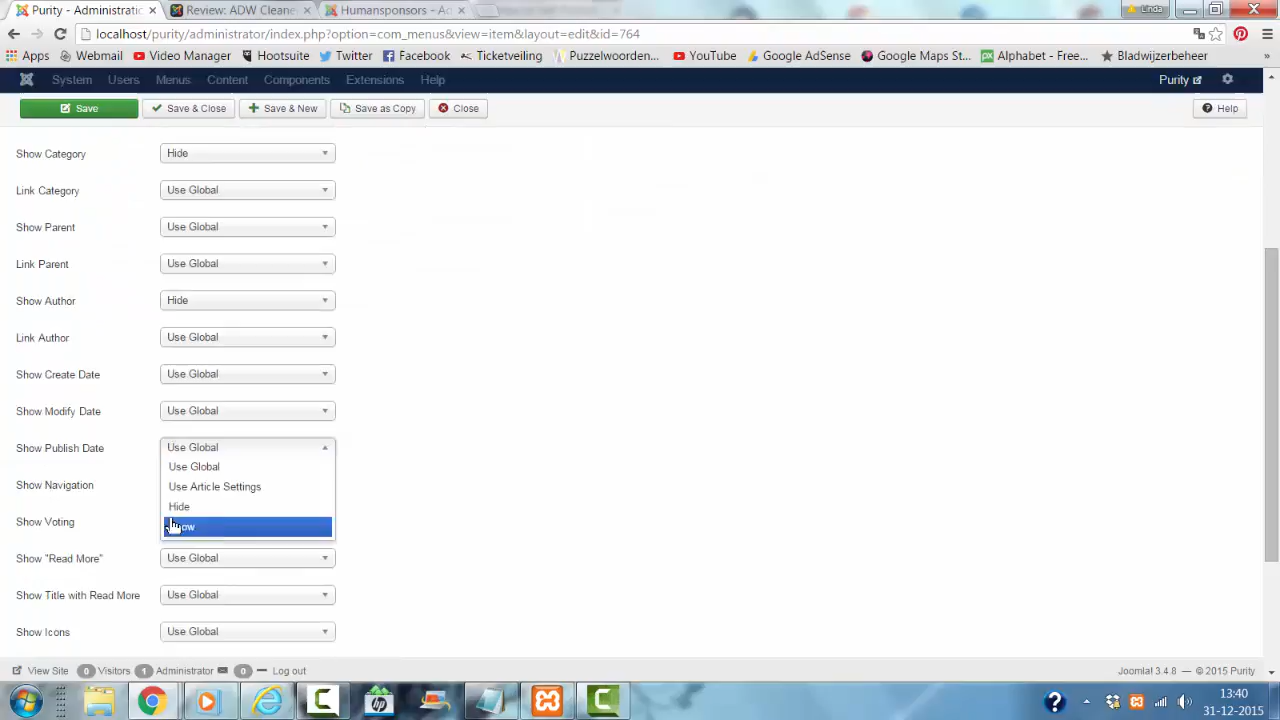 Purity - Administratic
Review: ADW Cleane
Humansponsors - Ad
Linda
localhost/purity/administrator/index.php?option=com_menus&view=item&layout=edit&id=764
Apps Webmail Video Manager Hootsuite Twitter Facebook Ticketveiling Puzzelwoorden... YouTube Google AdSense Google Maps St... Alphabet - Free... Bladwijzerbeheer
System Users Menus Content Components Extensions Help Purity
Save Save & Close Save & New Save as Copy Close Help
Show Category Hide
Link Category Use Global
Show Parent Use Global
Link Parent Use Global
Show Author Hide
Link Author Use Global
Show Create Date Use Global
Show Modify Date Use Global
Show Publish Date Use Global
Use Global
Show Navigation Use Article Settings
Hide
Show Voting ow
Show "Read More" Use Global
Show Title with Read More Use Global
Show Icons Use Global
View Site 0 Visitors 1 Administrator 0 Log out Joomla! 3.4.8 — © 2015 Purity
13:40
31-12-2015